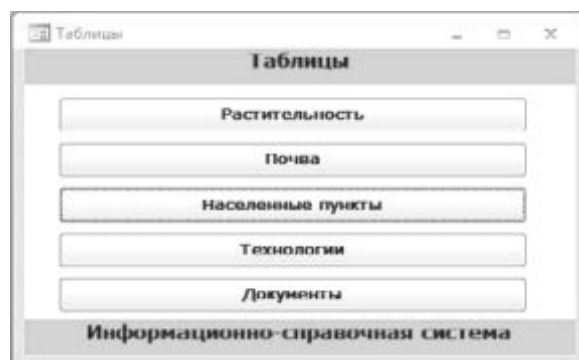 Таблицы
Таблицы
Растительность
Почва
Населенные пункты
Технологии
Документы
Информационно-справочная система